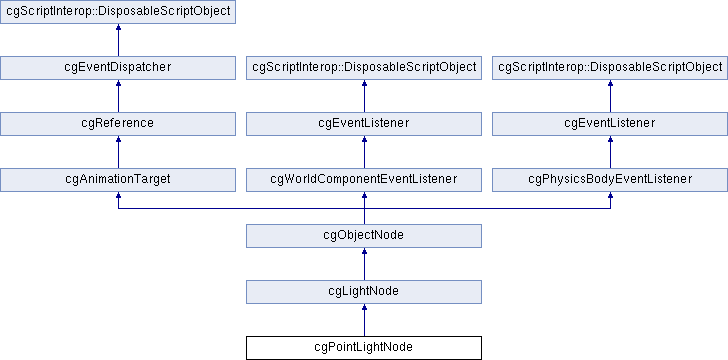 cgScriptInterop::DisposableScriptObject
cgEventDispatcher
cgScriptInterop::DisposableScriptObject
cgScriptInterop::DisposableScriptObject
cgReference
cgEventListener
cgEventListener
cgAnimationTarget
cgWorldComponentEventListener
cgPhysicsBodyEventListener
cgObjectNode
cgLightNode
cgPointLightNode